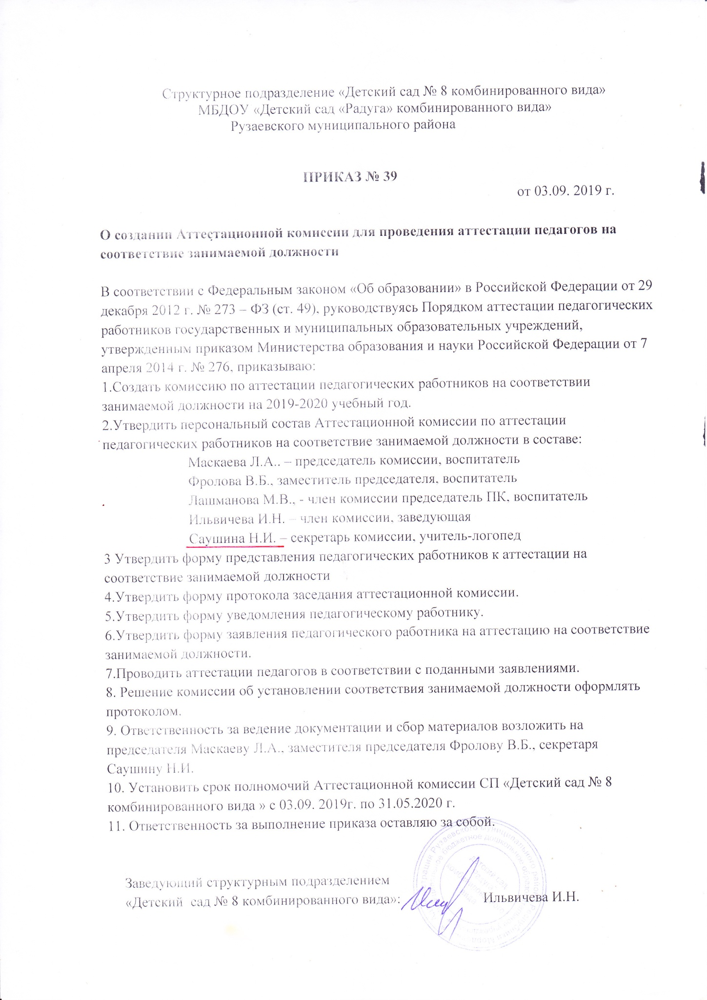 Структурное подразделение «Детский сад № 8 комбинированного вида»
МБДОУ «Детский сад «Радуга» комбинированного вида»
Рузаевского муниципального района
ПРИКАЗ № 39
от 03.09. 2019 г.
О создании Аттестационной комиссии для проведения аттестации педагогов на
соответствие занимаемой должности
В соответствии с Федеральным законом «Об образовании» в Российской Федерации от 29
декабря 2012 г. № 273 – ФЗ (ст. 49), руководствуясь Порядком аттестации педагогических
работников государственных и муниципальных образовательных учреждений,
утвержденным приказом Министерства образования и науки Российской Федерации от 7
апреля 2014 г. № 276, приказываю:
1.Создать комиссию по аттестации педагогических работников на соответствии
занимаемой должности на 2019-2020 учебный год.
2.Утвердить персональный состав Аттестационной комиссии по аттестации
педагогических работников на соответствие занимаемой должности в составе:
Маскаева Л.А.. – председатель комиссии, воспитатель
Фролова В.Б., заместитель председателя, воспитатель
Лашманова М.В., - член комиссии председатель ПК, воспитатель
Ильвичева И.Н. – член комиссии, заведующая
Саушина Н.И. – секретарь комиссии, учитель-логопед
3 Утвердить форму представления педагогических работников к аттестации на
соответствие занимаемой должности
4.Утвердить форму протокола заседания аттестационной комиссии.
5.Утвердить форму уведомления педагогическому работнику.
6.Утвердить форму заявления педагогического работника на аттестацию на соответствие
занимаемой должности.
7.Проводить аттестации педагогов в соответствии с поданными заявлениями.
8. Решение комиссии об установлении соответствия занимаемой должности оформлять
протоколом.
9. Ответственность за ведение документации и сбор материалов возложить на
председателя Маскаеву Л.А., заместителя председателя Фролову В.Б., секретаря
Саушину Н.И.
10. Установить срок полномочий Аттестационной комиссии СП «Детский сад № 8
комбинированного вида » с 03.09. 2019г. по 31.05.2020 г.
11. Ответственность за выполнение приказа оставляю за собой.
Заведующий структурным подразделением
«Детский сад № 8 комбинированного вида»: Ильвичева И.Н.
Рузаевского муниципального района
бюджетное дошкольное